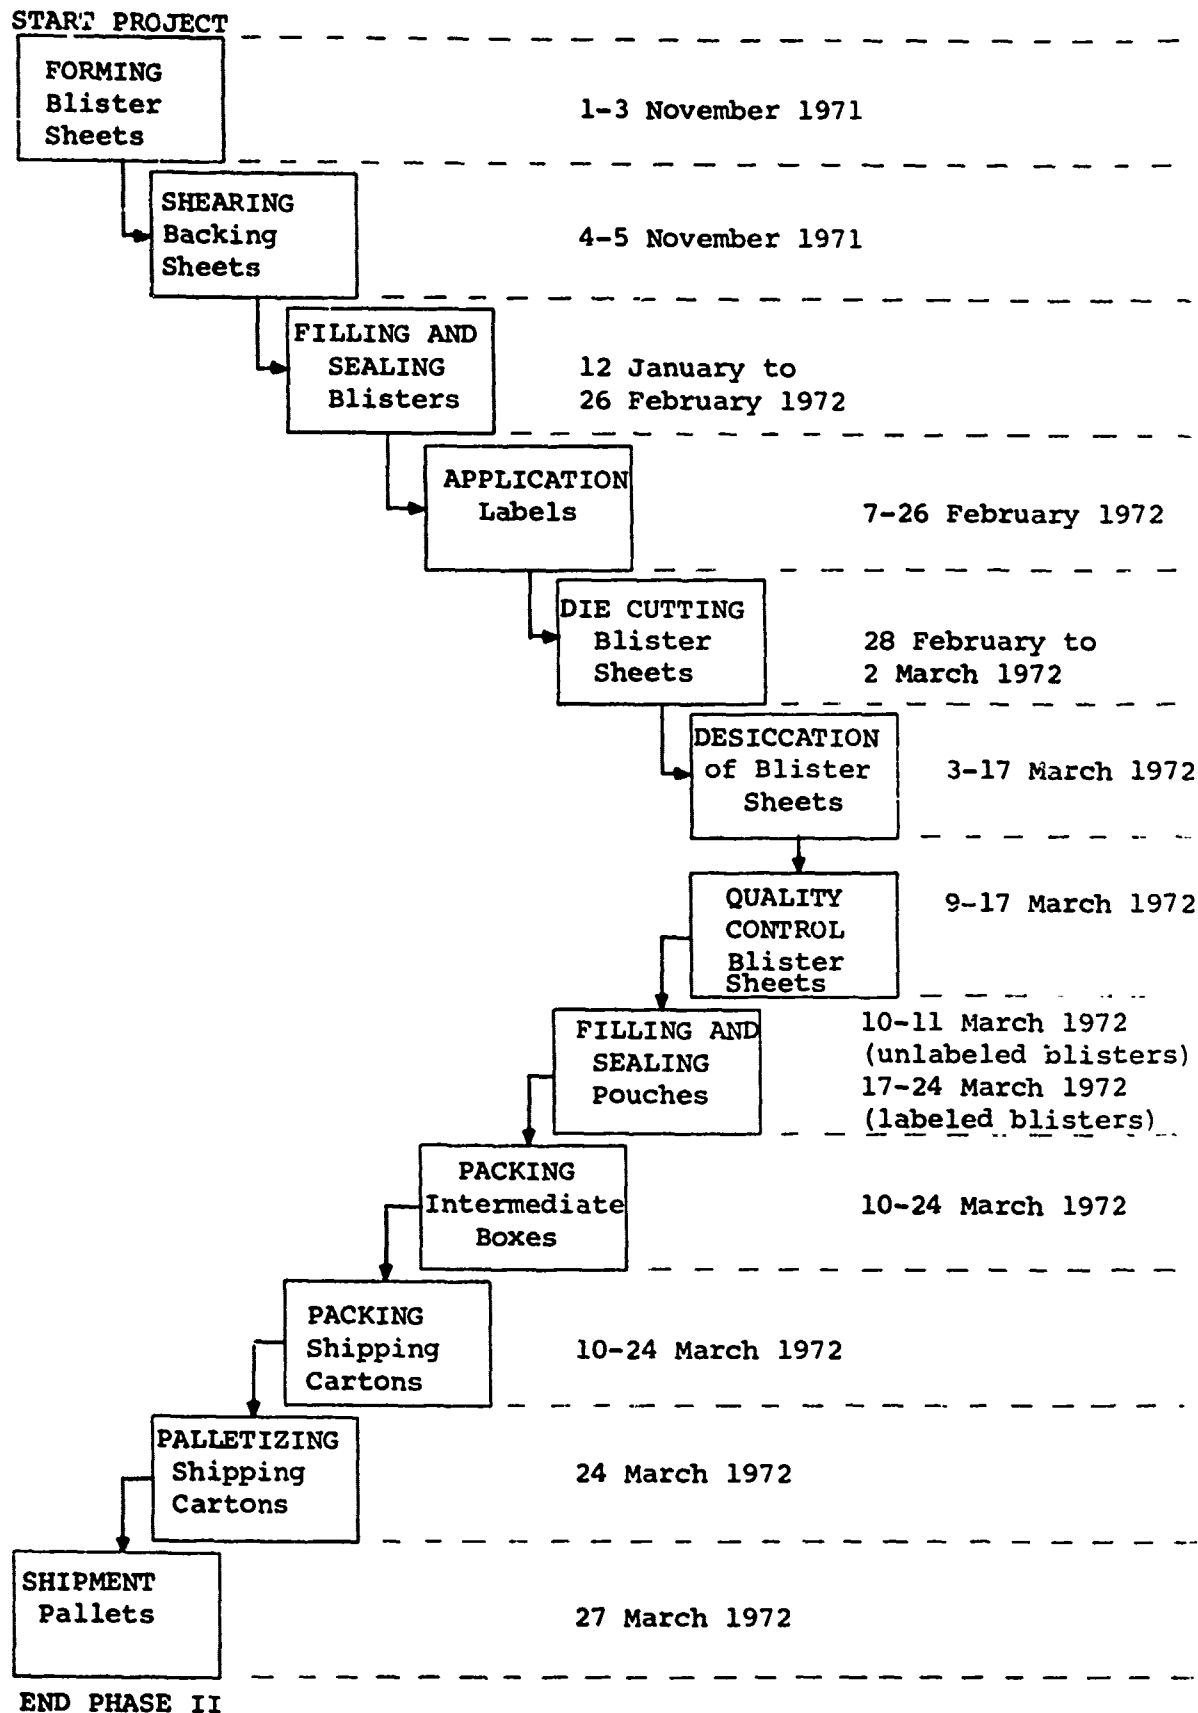 START PROJECT
FORMING
Blister
Sheets
1-3 November 1971
SHEARING
Backing
Sheets
4-5 November 1971
FILLING AND
SEALING
Blisters
12 January to
26 February 1972
APPLICATION
Labels
7-26 February 1972
DIE CUTTING
Blister
Sheets
28 February to
2 March 1972
DESICCATION
of Blister
Sheets
3-17 March 1972
QUALITY
CONTROL
Blister
Sheets
9-17 March 1972
FILLING AND
SEALING
Pouches
10-11 March 1972
(unlabeled blisters)
17-24 March 1972
(labeled blisters)
PACKING
Intermediate
Boxes
10-24 March 1972
PACKING
Shipping
Cartons
10-24 March 1972
PALLETIZING
Shipping
Cartons
24 March 1972
SHIPMENT
Pallets
27 March 1972
END PHASE II